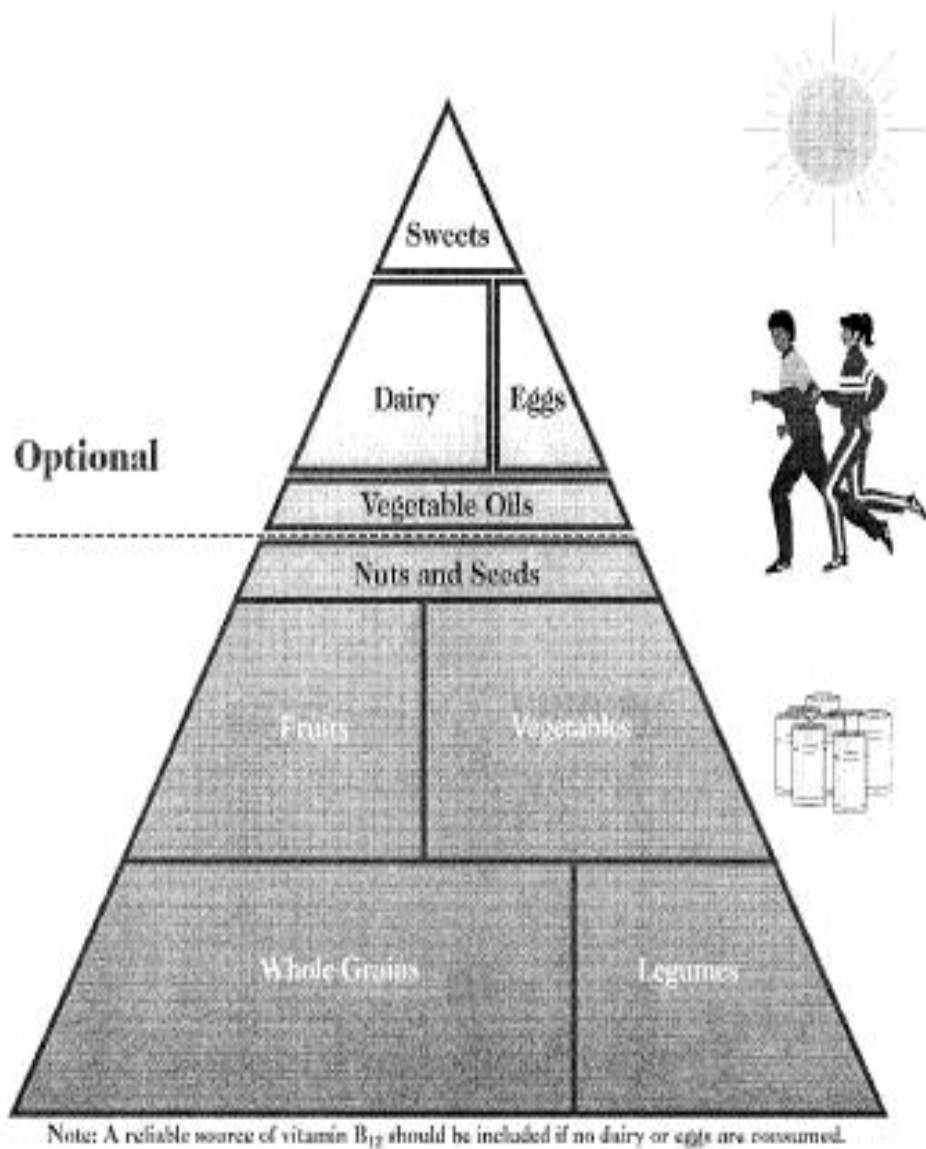 Sweets
Dairy Eggs
Optional
Vegetable Oils
Nuts and Seeds
Fruits Vegetables
Whole Grains Legumes
Note: A reliable source of vitamin B₁₂ should be included if no dairy or eggs are consumed.